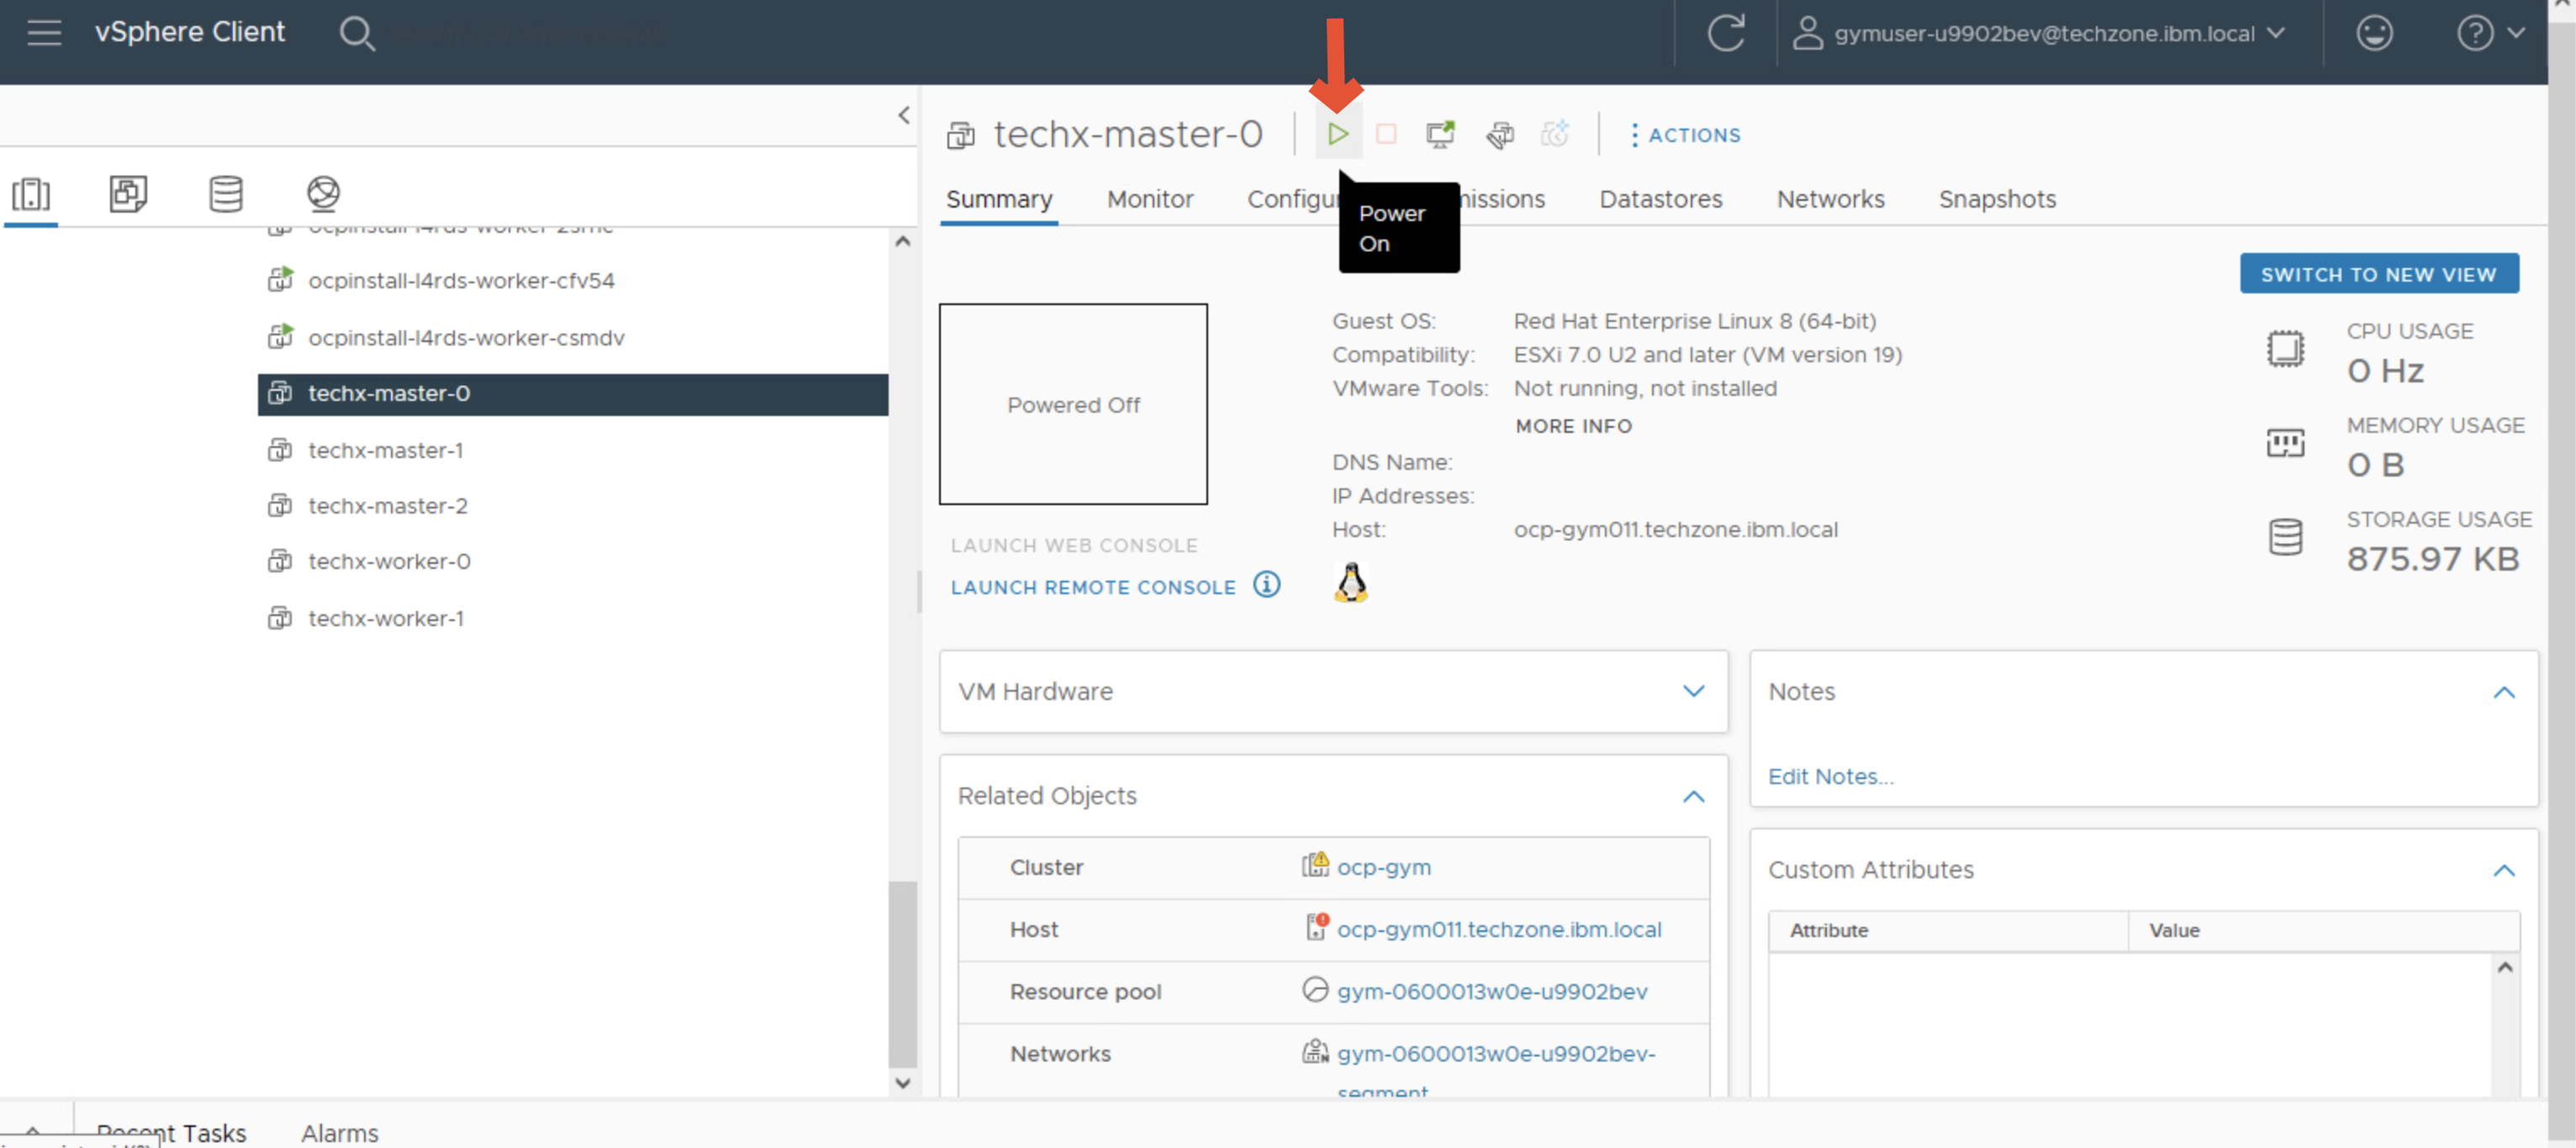 vSphere Client
gymuser-u9902bev@techzone.ibm.local
techx-master-0
ACTIONS
Summary
Monitor
Configu
Power
On
issions
Datastores
Networks
Snapshots
ocpinstall-l4rds-worker-cfv54
ocpinstall-l4rds-worker-csmdv
techx-master-0
techx-master-1
techx-master-2
techx-worker-0
techx-worker-1
SWITCH TO NEW VIEW
Powered Off
LAUNCH WEB CONSOLE
LAUNCH REMOTE CONSOLE
Guest OS: Red Hat Enterprise Linux 8 (64-bit)
Compatibility: ESXi 7.0 U2 and later (VM version 19)
VMware Tools: Not running, not installed
MORE INFO
DNS Name:
IP Addresses:
Host: ocp-gym011.techzone.ibm.local
CPU USAGE
0 Hz
MEMORY USAGE
0 B
STORAGE USAGE
875.97 KB
VM Hardware
Related Objects
Cluster ocp-gym
Host ocp-gym011.techzone.ibm.local
Resource pool gym-0600013w0e-u9902bev
Networks gym-0600013w0e-u9902bev-
segment
Notes
Edit Notes...
Custom Attributes
Attribute Value
Recent Tasks
Alarms